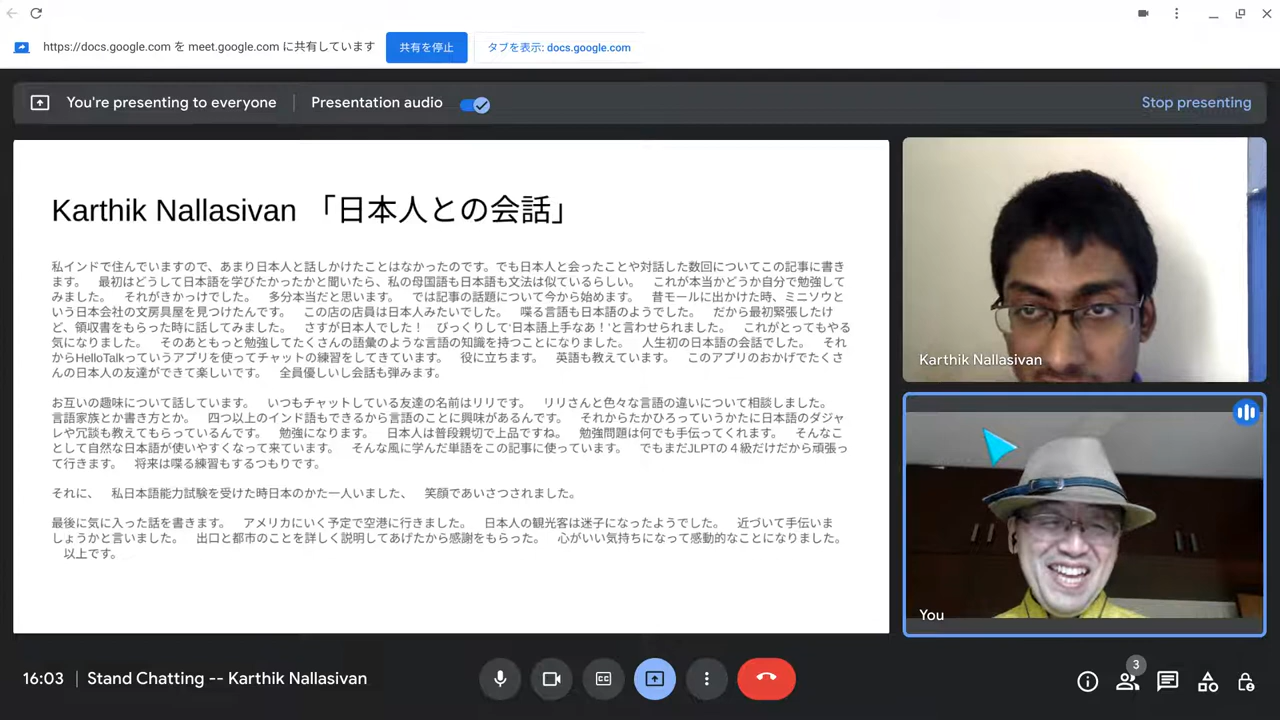 https://docs.google.com を meet.google.com に共有しています 共有を停止 タブを表示: docs.google.com
You're presenting to everyone Presentation audio Stop presenting
Karthik Nallasivan 「日本人との会話」
私インドで住んでいますので、あまり日本人と話しかけたことはなかったのです。でも日本人と会ったことや対話した数回についてこの記事に書き
ます。 最初はどうして日本語を学びたかったかと聞いたら、私の母国語も日本語も文法は似ているらしい。 これが本当かどうか自分で勉強して
みました。 それがきかっけでした。 多分本当だと思います。 では記事の話題について今から始めます。 昔モールに出かけた時、ミニソウと
いう日本会社の文房具屋を見つけたんです。 この店の店員は日本人みたいでした。 喋る言語も日本語のようでした。 だから最初緊張したけ
ど、領収書をもらった時に話してみました。 さすが日本人でした！ びっくりして'日本語上手なあ！'と言わせられました。 これがとってもやる
気になりました。 そのあともっと勉強してたくさんの語彙のような言語の知識を持つことになりました。 人生初の日本語の会話でした。 それ
からHelloTalkっていうアプリを使ってチャットの練習をしてきています。 役に立ちます。 英語も教えています。 このアプリのおかげでたくさ
んの日本人の友達ができて楽しいです。 全員優しいし会話も弾みます。
お互いの趣味について話しています。 いつもチャットしている友達の名前はリリです。 リリさんと色々な言語の違いについて相談しました。
言語家族とか書き方とか。 四つ以上のインド語もできるから言語のことに興味があるんです。 それからたかひろっていうかたに日本語のダジャ
レや冗談も教えてもらっているんです。 勉強になります。 日本人は普段親切で上品ですね。 勉強問題は何でも手伝ってくれます。 そんなこ
として自然な日本語が使いやすくなって来ています。 そんな風に学んだ単語をこの記事に使っています。 でもまだJLPTの４級だけだから頑張っ
て行きます。 将来は喋る練習もするつもりです。
それに、 私日本語能力試験を受けた時日本のかた一人いました、 笑顔であいさつされました。
最後に気に入った話を書きます。 アメリカにいく予定で空港に行きました。 日本人の観光客は迷子になったようでした。 近づいて手伝いま
しょうかと言いました。 出口と都市のことを詳しく説明してあげたから感謝をもらった。 心がいい気持ちになって感動的なことになりました。
以上です。
Karthik Nallasivan
You
16:03 Stand Chatting -- Karthik Nallasivan
3